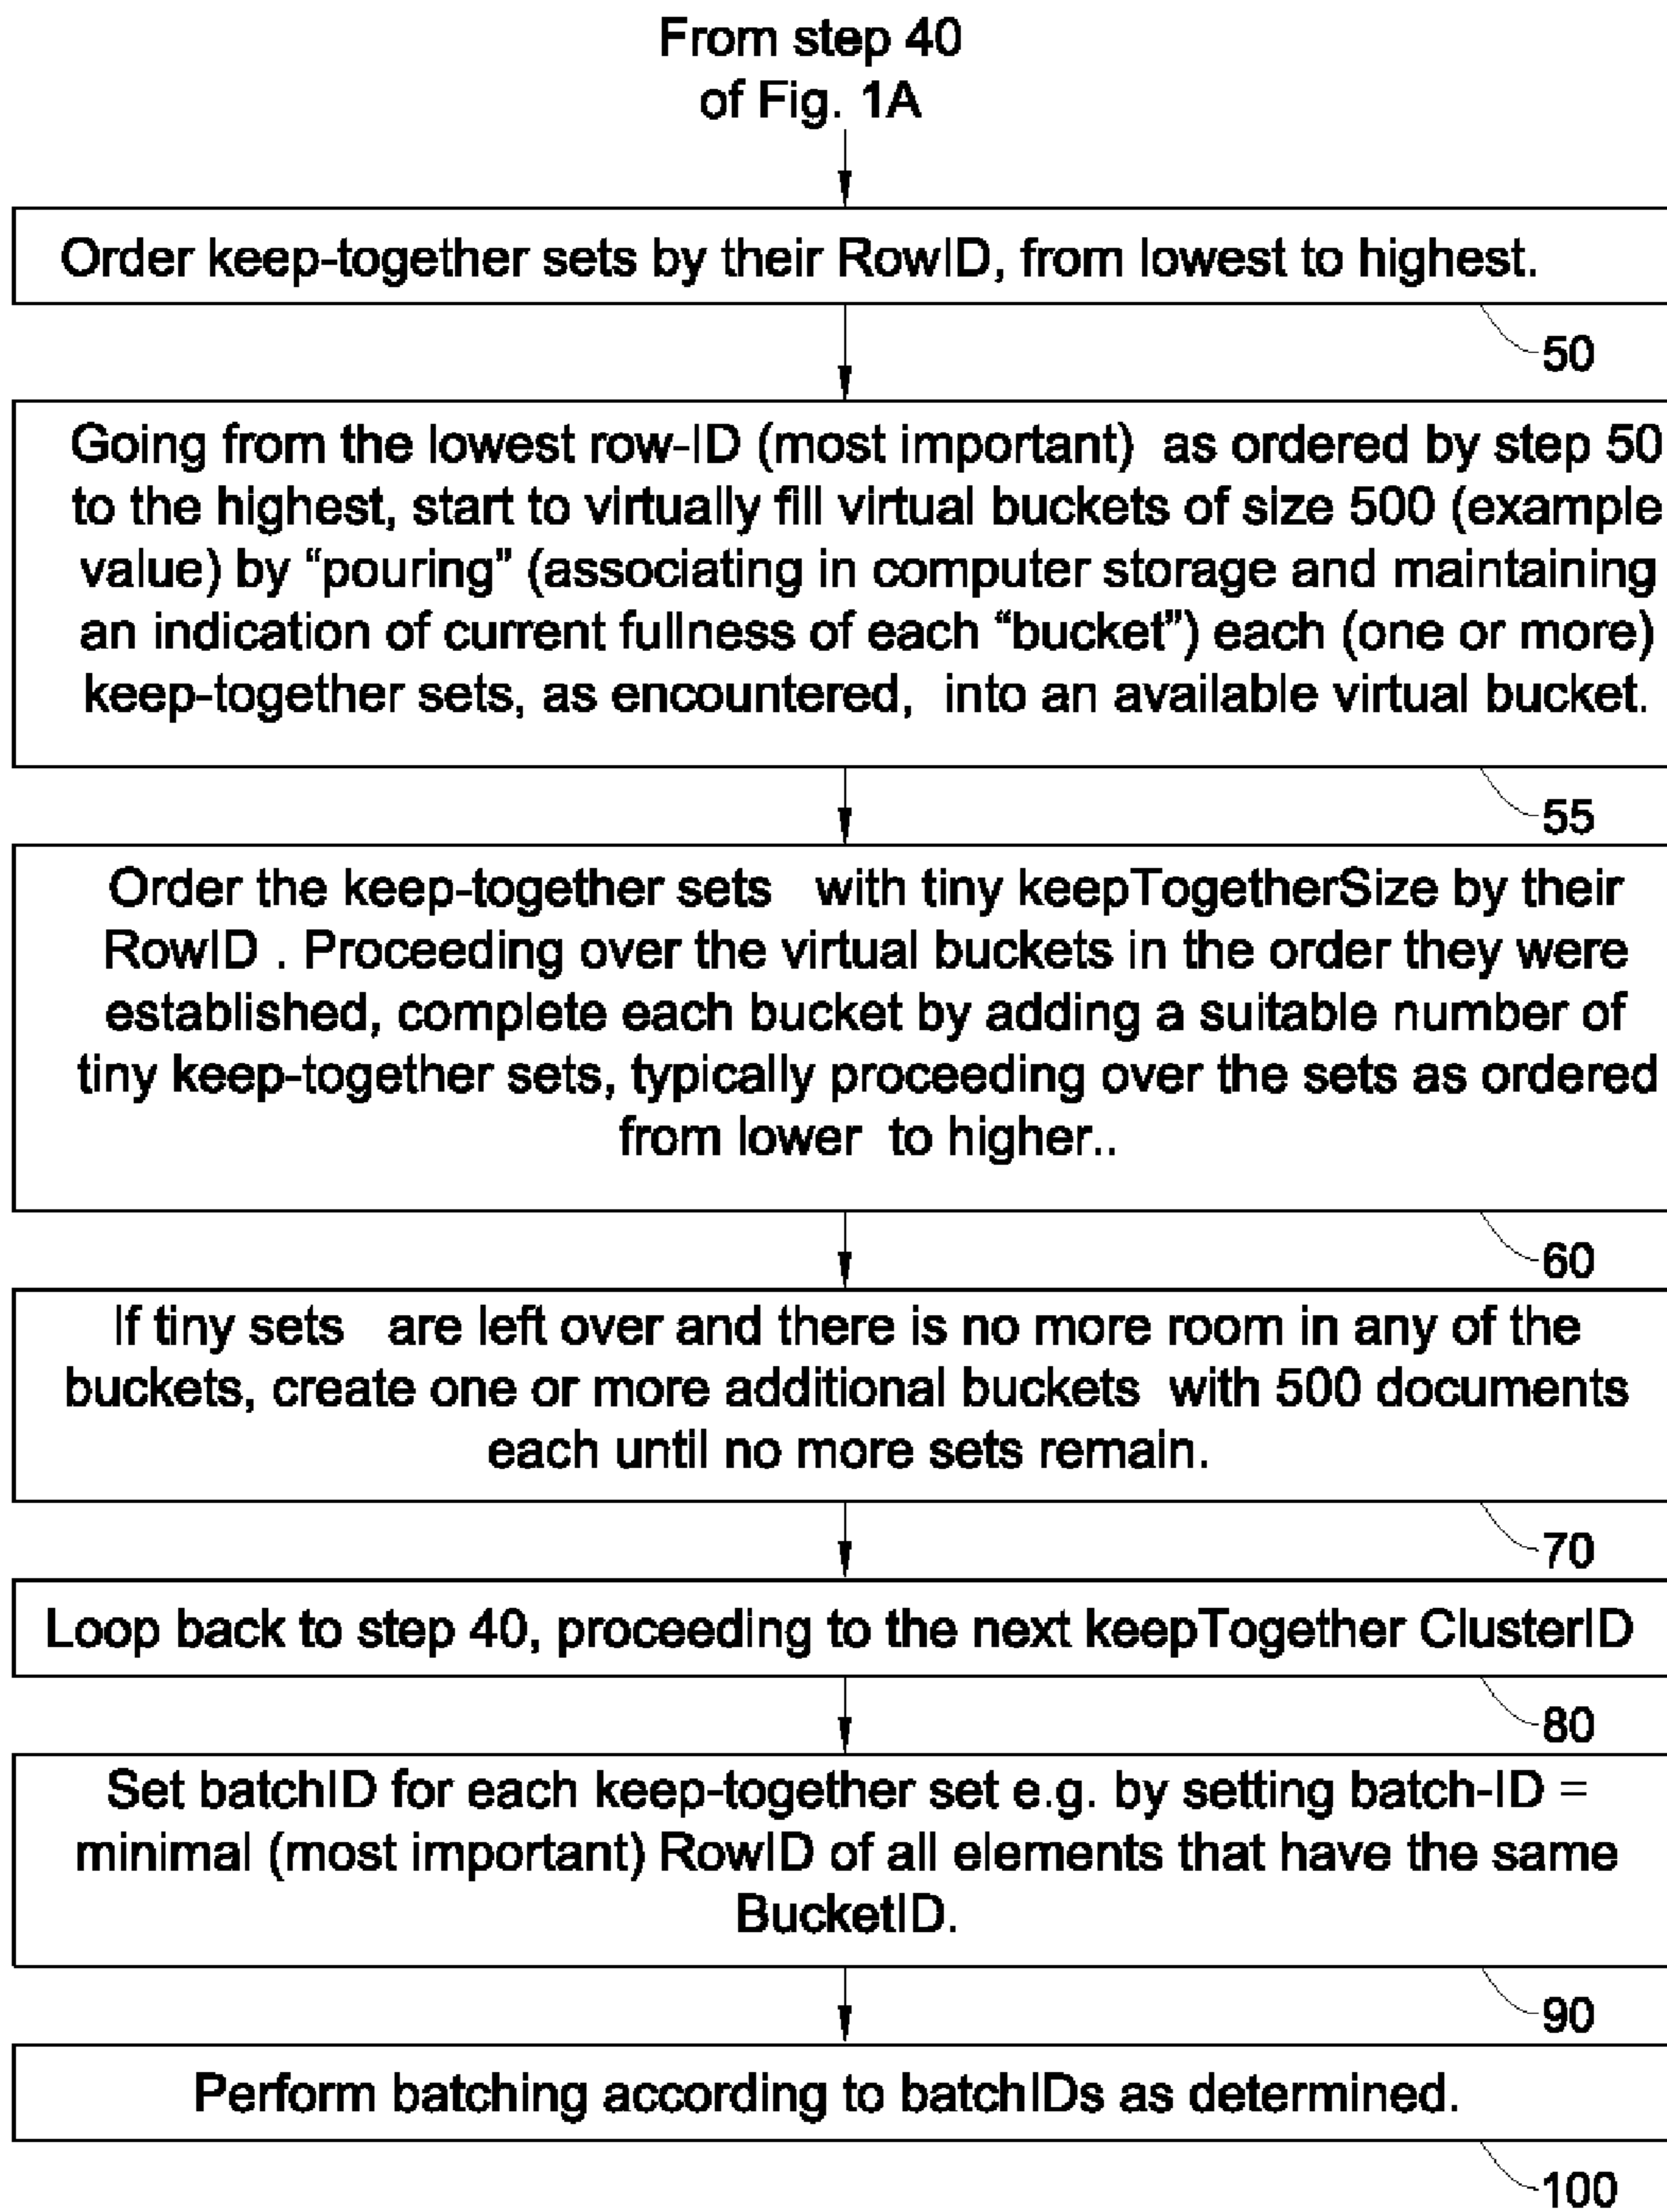 From step 40
of Fig. 1A
Order keep-together sets by their RowID, from lowest to highest.
50
Going from the lowest row-ID (most important) as ordered by step 50
to the highest, start to virtually fill virtual buckets of size 500 (example
value) by “pouring” (associating in computer storage and maintaining
an indication of current fullness of each “bucket”) each (one or more)
keep-together sets, as encountered, into an available virtual bucket.
55
Order the keep-together sets with tiny keepTogetherSize by their
RowID . Proceeding over the virtual buckets in the order they were
established, complete each bucket by adding a suitable number of
tiny keep-together sets, typically proceeding over the sets as ordered
from lower to higher..
60
If tiny sets are left over and there is no more room in any of the
buckets, create one or more additional buckets with 500 documents
each until no more sets remain.
70
Loop back to step 40, proceeding to the next keepTogether ClusterID
80
Set batchID for each keep-together set e.g. by setting batch-ID =
minimal (most important) RowID of all elements that have the same
BucketID.
90
Perform batching according to batchIDs as determined.
100